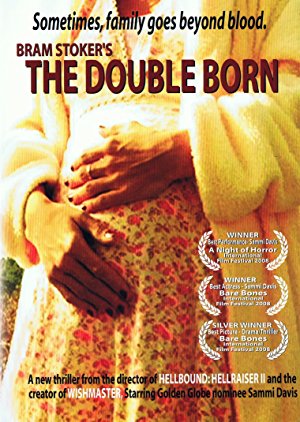 Sometimes, family goes beyond blood.
BRAM STOKER'S
THE DOUBLE BORN
WINNER
Best Performance- Sammi Davis
A Night of Horror
International
Film Festival 2008
WINNER
Best Actress - Sammi Davis
Bare Bones
International
Film Festival 2008
SILVER WINNER
Best Picture - Drama-Thriller
Bare Bones
International
Film Festival 2008
A new thriller from the director of HELLBOUND: HELLRAISER II and the
creator of WISHMASTER, Starring Golden Globe nominee Sammi Davis